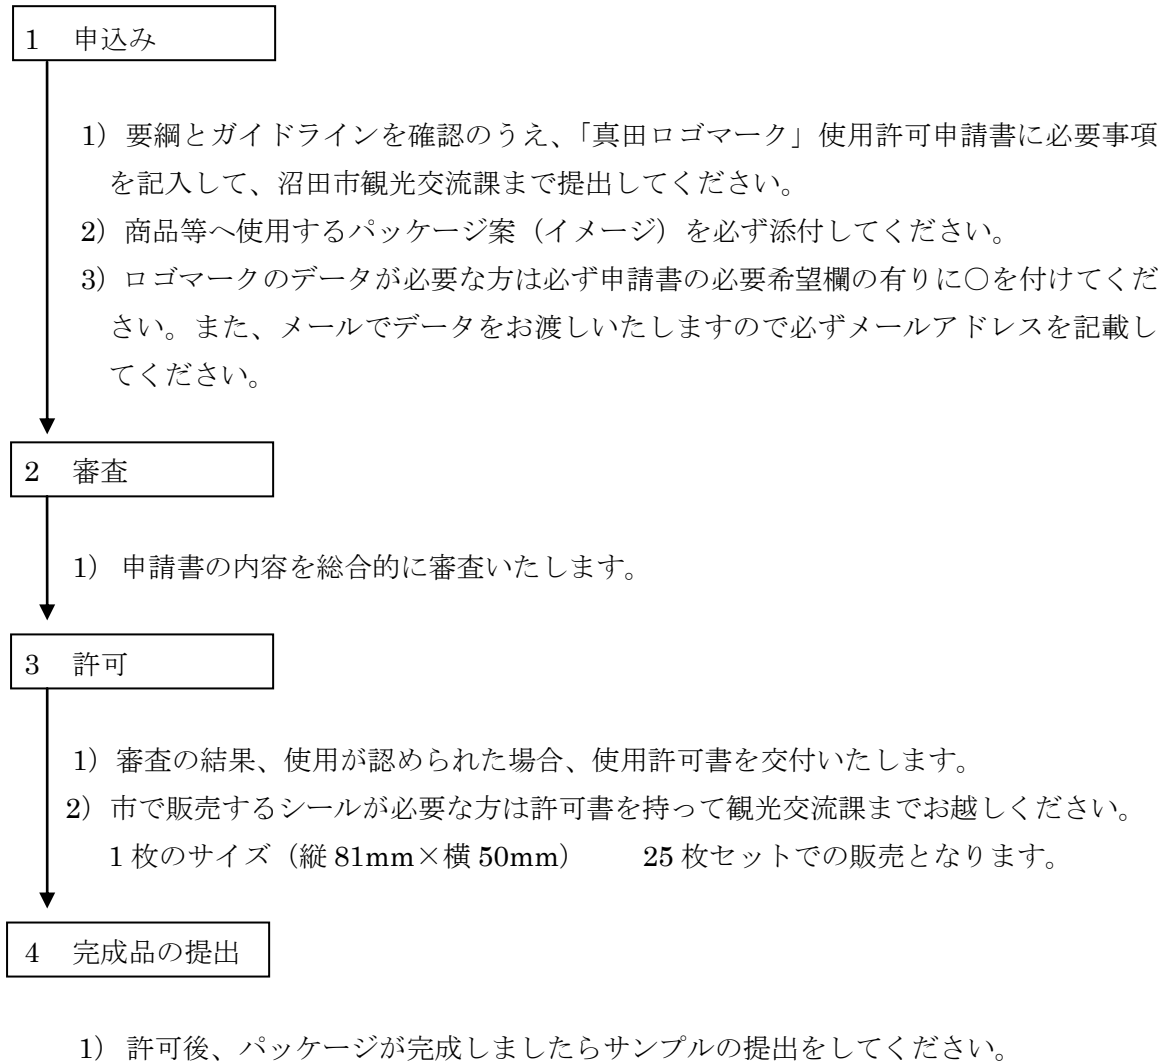 1 申込み
1）要綱とガイドラインを確認のうえ、「真田ロゴマーク」使用許可申請書に必要事項
を記入して、沼田市観光交流課まで提出してください。
2）商品等へ使用するパッケージ案（イメージ）を必ず添付してください。
3）ロゴマークのデータが必要な方は必ず申請書の必要希望欄の有りに○を付けてくだ
さい。また、メールでデータをお渡しいたしますので必ずメールアドレスを記載し
てください。
2 審査
1） 申請書の内容を総合的に審査いたします。
3 許可
1）審査の結果、使用が認められた場合、使用許可書を交付いたします。
2）市で販売するシールが必要な方は許可書を持って観光交流課までお越しください。
1 枚のサイズ（縦 81mm×横 50mm） 25 枚セットでの販売となります。
4 完成品の提出
1） 許可後、パッケージが完成しましたらサンプルの提出をしてください。